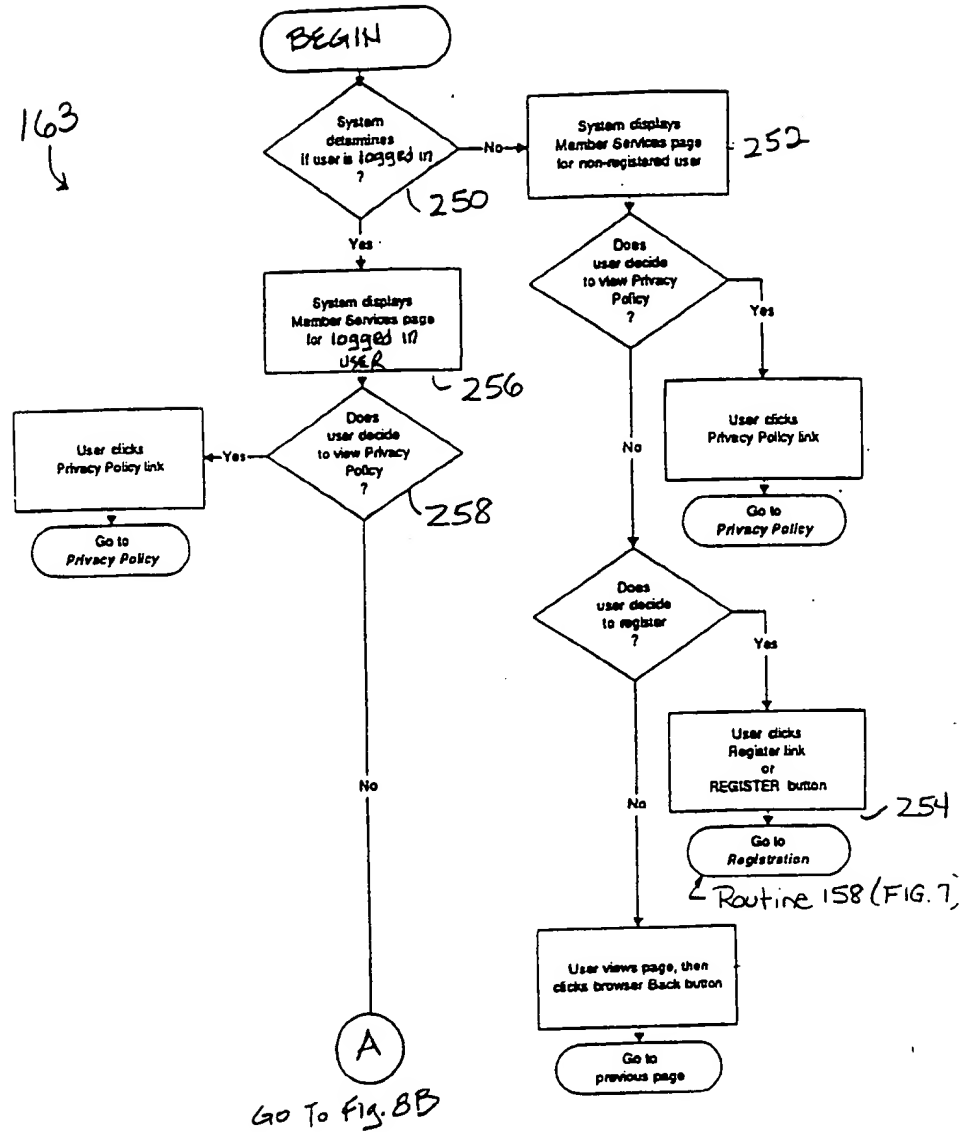 BEGIN
163
System
determines
if user is logged in
?
250
No
System displays
Member Services page
for non-registered user
252
Yes
System displays
Member Services page
for logged in
USER
256
Does
user decide
to view Privacy
Policy
?
Yes
User clicks
Privacy Policy link
Go to
Privacy Policy
Does
user decide
to view Privacy
Policy
?
258
Yes
User clicks
Privacy Policy link
Go to
Privacy Policy
No
Does
user decide
to register
?
Yes
User clicks
Register link
or
REGISTER button
254
Go to
Registration
Routine 158 (FIG. 7)
No
No
User views page, then
clicks browser Back button
Go to
previous page
A
Go To Fig. 8B